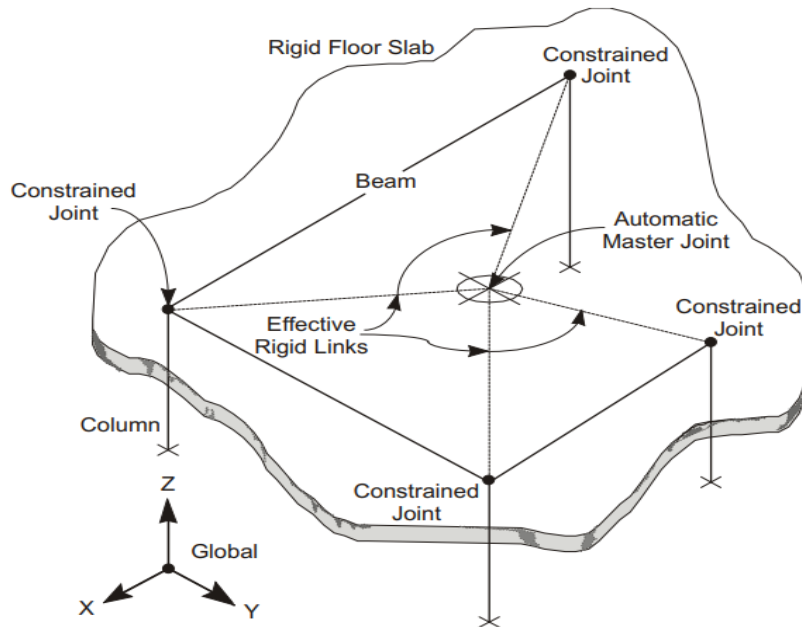 Rigid Floor Slab
Constrained
Joint
Beam
Constrained
Joint
Automatic
Master Joint
Constrained
Joint
Effective
Rigid Links
Column
Constrained
Joint
Z
Global
X
Y